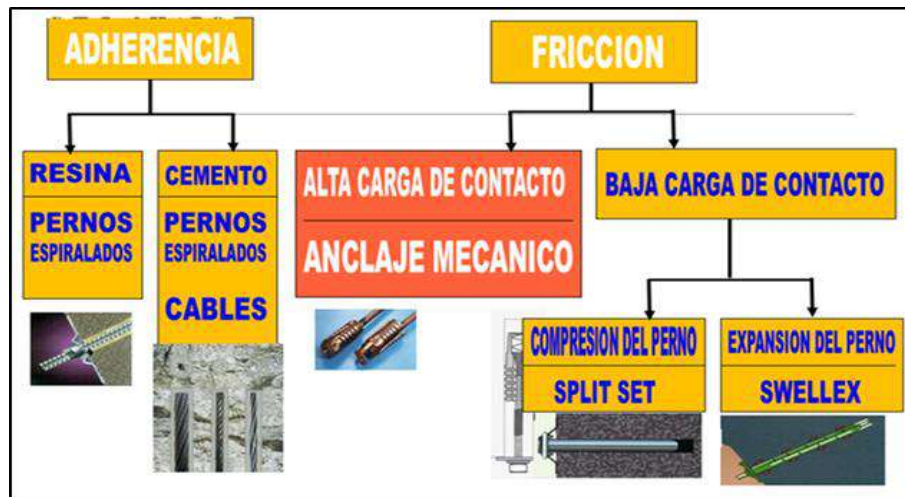 ADHERENCIA
FRICCION
RESINA
PERNOS
ESPIRALADOS
CEMENTO
PERNOS
ESPIRALADOS
CABLES
ALTA CARGA DE CONTACTO
ANCLAJE MECANICO
BAJA CARGA DE CONTACTO
COMPRESION DEL PERNO
SPLIT SET
EXPANSION DEL PERNO
SWELLEX